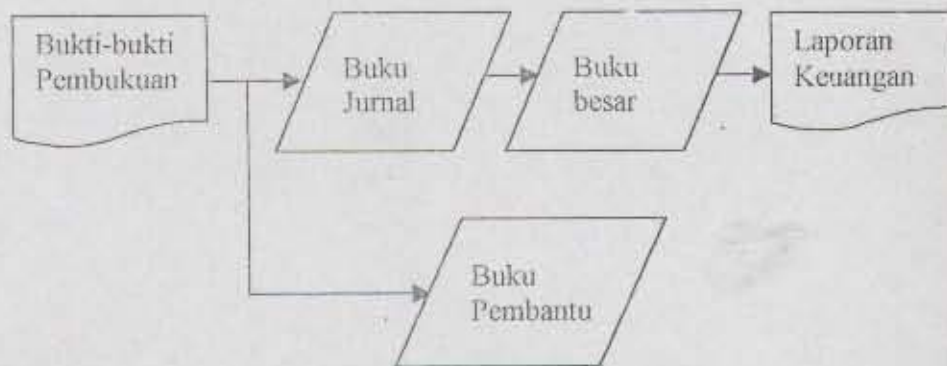 Bukti-bukti
Pembukuan
Buku
Jurnal
Buku
besar
Laporan
Keuangan
Buku
Pembantu